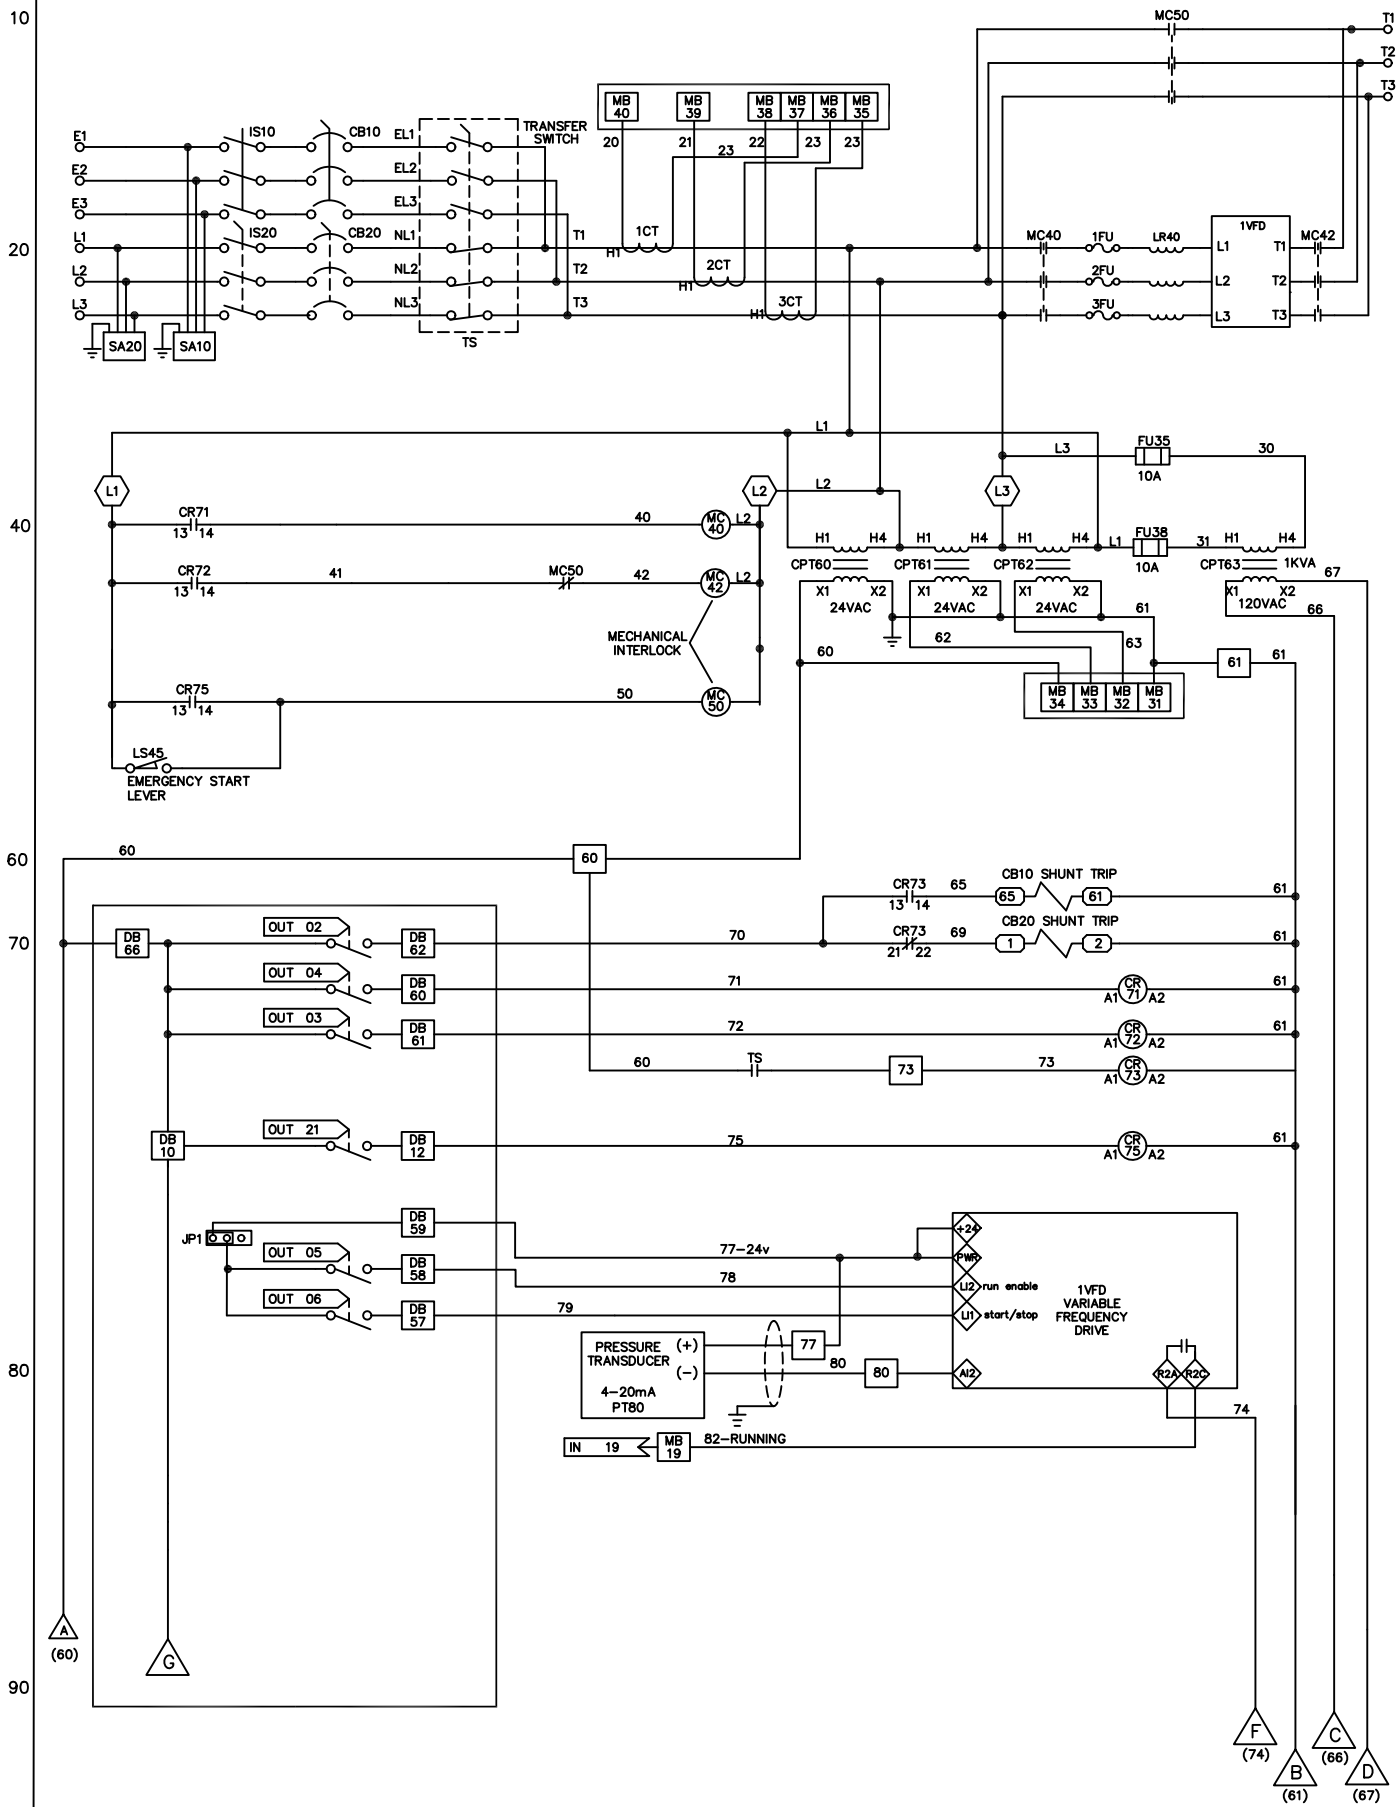 10
MC50
T1
T2
T3
MB 40
MB 39
MB 38
MB 37
MB 36
MB 35
20
21
22
23
23
23
TRANSFER
SWITCH
E1
IS10
CB10
EL1
E2
EL2
E3
EL3
20
L1
IS20
CB20
NL1
T1
H1
1CT
MC40
1FU
LR40
1VFD
L1
T1
MC42
L2
NL2
T2
H1
2CT
2FU
L2
T2
L3
NL3
T3
H1
3CT
3FU
L3
T3
SA20
SA10
TS
L1
L3
FU35
30
10A
L1
L2
L2
L3
40
CR71
13 14
40
MC 40
L2
H1 H4
H1 H4
H1 H4
L1
FU38
10A
31
H1 H4
CPT60
CPT61
CPT62
CPT63
1KVA
CR72
13 14
41
MC50
42
MC 42
L2
X1 X2
24VAC
X1 X2
24VAC
X1 X2
24VAC
X1 X2
120VAC
67
66
61
MECHANICAL
INTERLOCK
60
62
63
61
61
MB 34
MB 33
MB 32
MB 31
CR75
13 14
50
MC 50
LS45
EMERGENCY START
LEVER
60
60
60
CR73
13 14
65
CB10 SHUNT TRIP
65
61
61
70
DB 66
OUT 02
DB 62
70
CR73
21 22
69
CB20 SHUNT TRIP
1
2
61
OUT 04
DB 60
71
A1 CR 71 A2
61
OUT 03
DB 61
72
A1 CR 72 A2
61
60
TS
73
73
A1 CR 73 A2
DB 10
OUT 21
DB 12
75
A1 CR 75 A2
61
JP1
DB 59
77-24v
+24
PWR
OUT 05
DB 58
78
LI2 run enable
OUT 06
DB 57
79
LI1 start/stop
1VFD
VARIABLE
FREQUENCY
DRIVE
80
PRESSURE
TRANSDUCER
(+)
(-)
4-20mA
PT80
77
80
80
AI2
R2A
R2C
74
IN 19
MB 19
82-RUNNING
A
(60)
G
90
F
(74)
B
(61)
C
(66)
D
(67)